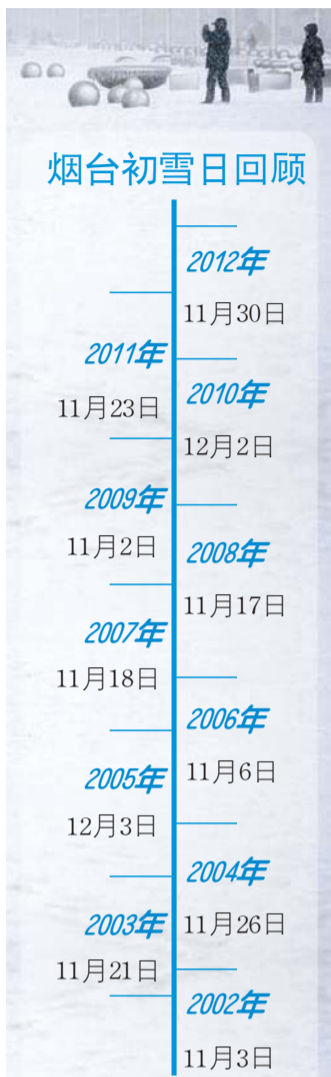 烟台初雪日回顾
2012年
11月30日
2011年
11月23日
2010年
12月2日
2009年
11月2日
2008年
11月17日
2007年
11月18日
2006年
11月6日
2005年
12月3日
2004年
11月26日
2003年
11月21日
2002年
11月3日